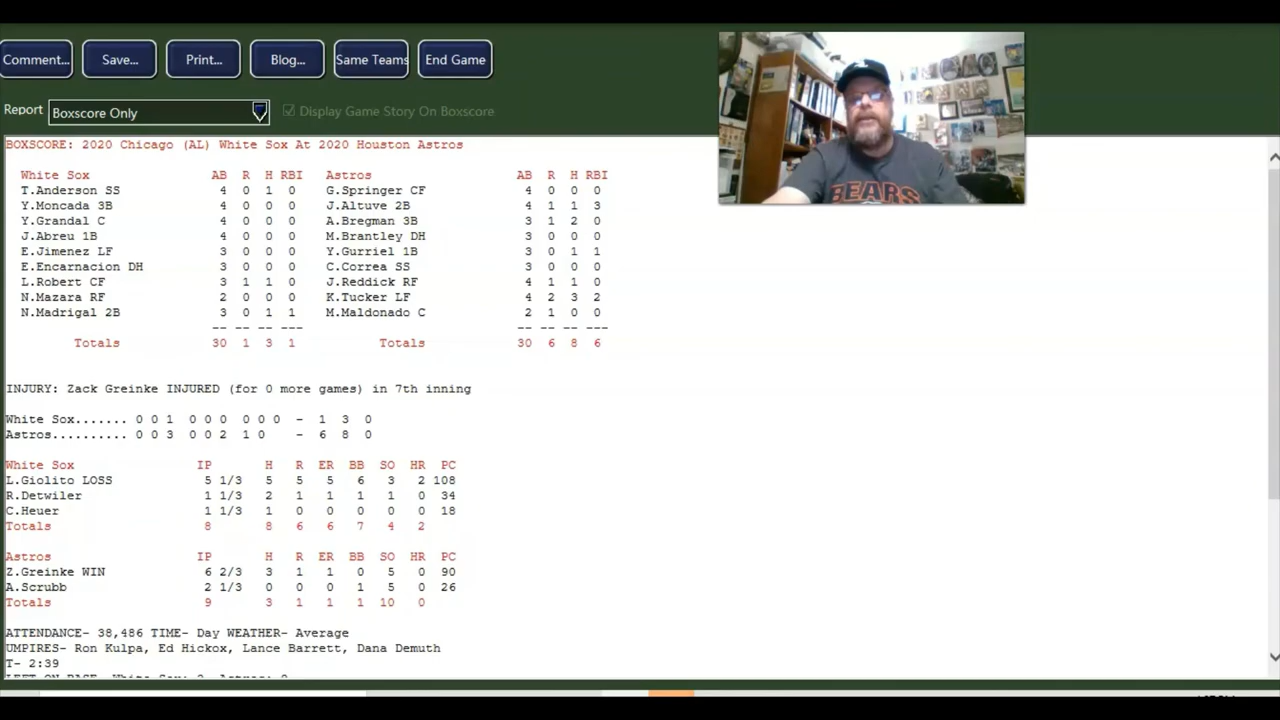 Comment... Save... Print... Blog... Same Teams End Game
Report Boxscore Only Display Game Story On Boxscore
BEARS
BOXSCORE: 2020 Chicago (AL) White Sox At 2020 Houston Astros
White Sox AB R H RBI Astros AB R H RBI
T.Anderson SS 4 0 1 0 G.Springer CF 4 0 0 0
Y.Moncada 3B 4 0 0 0 J.Altuve 2B 4 1 1 3
Y.Grandal C 4 0 0 0 A.Bregman 3B 3 1 2 0
J.Abreu 1B 4 0 0 0 M.Brantley DH 3 0 0 0
E.Jimenez LF 3 0 0 0 Y.Gurriel 1B 3 0 1 1
E.Encarnacion DH 3 0 0 0 C.Correa SS 3 0 0 0
L.Robert CF 3 1 1 0 J.Reddick RF 4 1 1 0
N.Mazara RF 2 0 0 0 K.Tucker LF 4 2 3 2
N.Madrigal 2B 3 0 1 1 M.Maldonado C 2 1 0 0
-- -- -- --- -- -- -- ---
Totals 30 1 3 1 Totals 30 6 8 6
INJURY: Zack Greinke INJURED (for 0 more games) in 7th inning
White Sox....... 0 0 1 0 0 0 0 0 0 - 1 3 0
Astros.......... 0 0 3 0 0 2 1 0 - 6 8 0
White Sox IP H R ER BB SO HR PC
L.Giolito LOSS 5 1/3 5 5 5 6 3 2 108
R.Detwiler 1 1/3 2 1 1 1 1 0 34
C.Heuer 1 1/3 1 0 0 0 0 0 18
Totals 8 8 6 6 7 4 2
Astros IP H R ER BB SO HR PC
Z.Greinke WIN 6 2/3 3 1 1 0 5 0 90
A.Scrubb 2 1/3 0 0 0 1 5 0 26
Totals 9 3 1 1 1 10 0
ATTENDANCE- 38,486 TIME- Day WEATHER- Average
UMPIRES- Ron Kulpa, Ed Hickox, Lance Barrett, Dana Demuth
T- 2:39